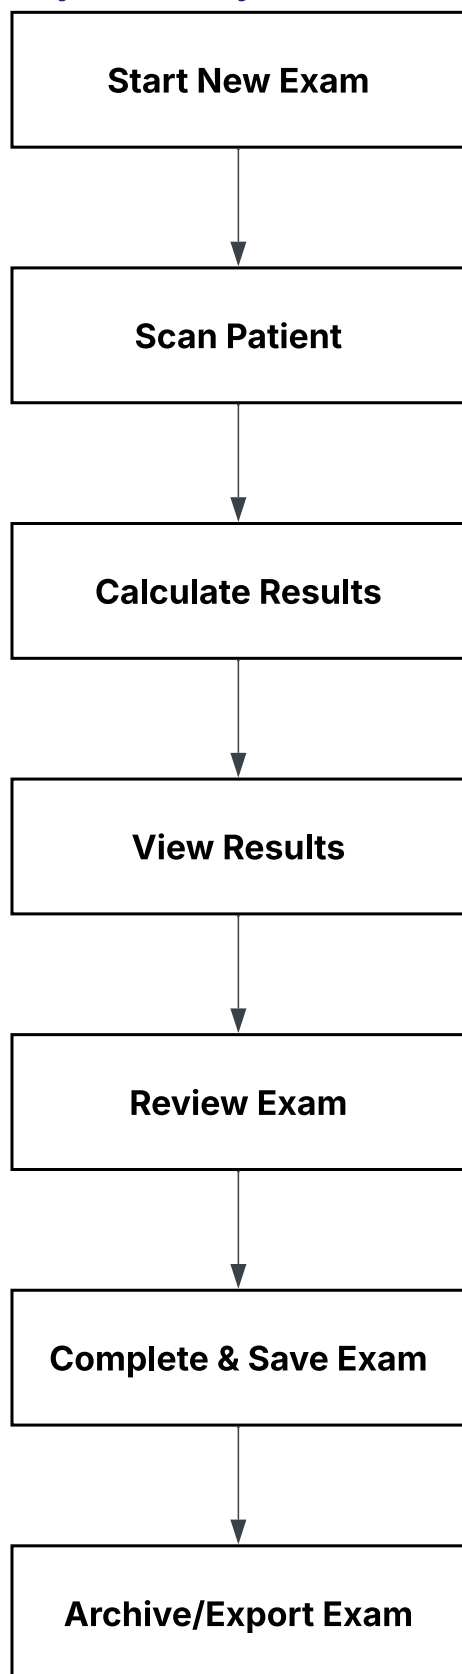 Start New Exam
Scan Patient
Calculate Results
View Results
Review Exam
Complete & Save Exam
Archive/Export Exam